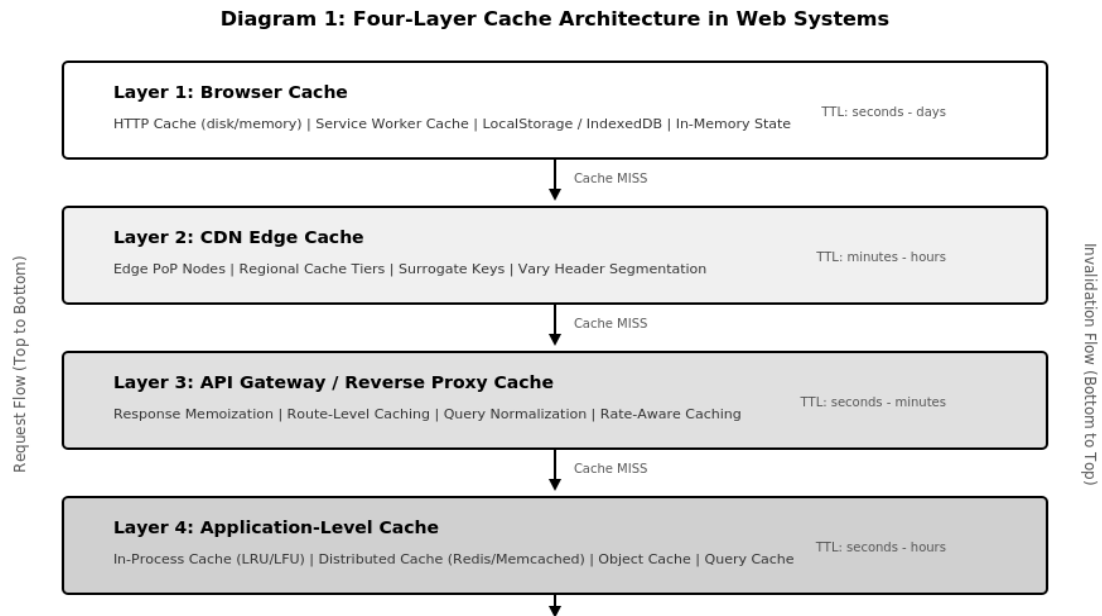 Diagram 1: Four-Layer Cache Architecture in Web Systems
Layer 1: Browser Cache
HTTP Cache (disk/memory) | Service Worker Cache | LocalStorage / IndexedDB | In-Memory State
TTL: seconds - days
Cache MISS
Layer 2: CDN Edge Cache
Edge PoP Nodes | Regional Cache Tiers | Surrogate Keys | Vary Header Segmentation
TTL: minutes - hours
Cache MISS
Layer 3: API Gateway / Reverse Proxy Cache
Response Memoization | Route-Level Caching | Query Normalization | Rate-Aware Caching
TTL: seconds - minutes
Cache MISS
Layer 4: Application-Level Cache
In-Process Cache (LRU/LFU) | Distributed Cache (Redis/Memcached) | Object Cache | Query Cache
TTL: seconds - hours
Request Flow (Top to Bottom)
Invalidation Flow (Bottom to Top)